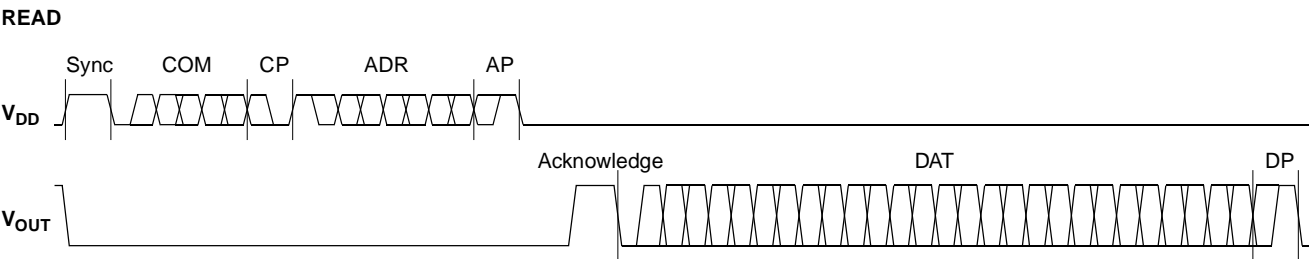 READ
Sync COM CP ADR AP
VDD
Acknowledge DAT DP
VOUT